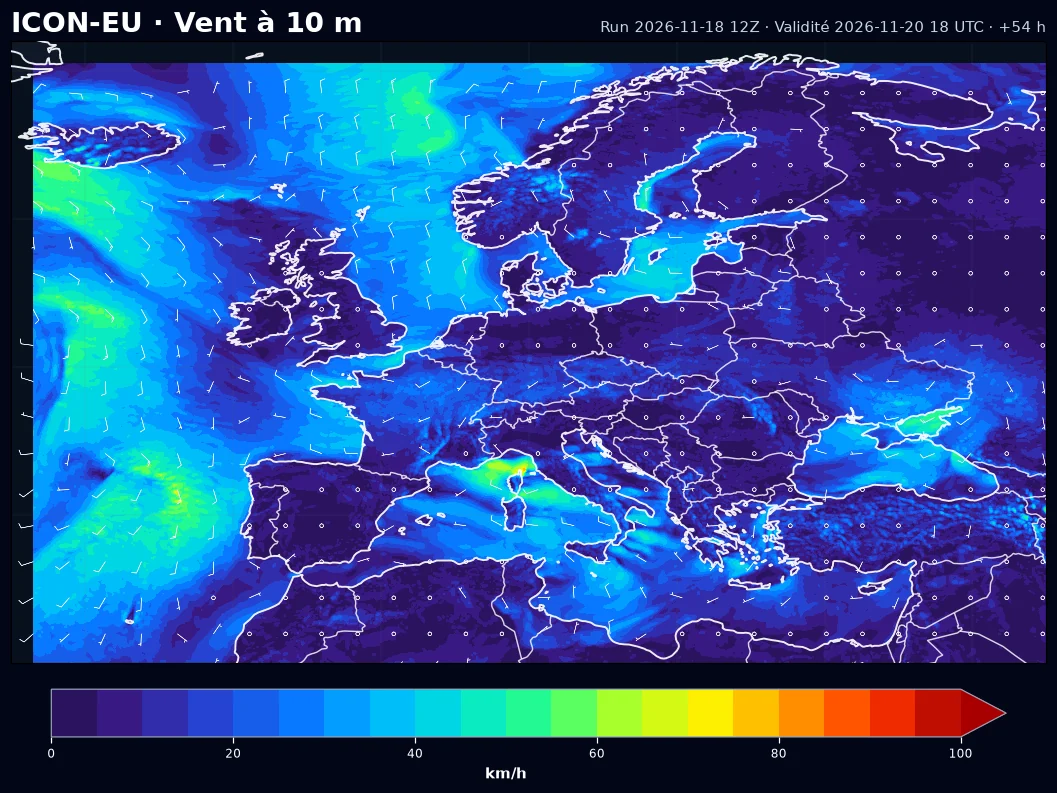 ICON-EU · Vent à 10 m
Run 2026-11-18 12Z · Validité 2026-11-20 18 UTC · +54 h
0 20 40 60 80 100
km/h